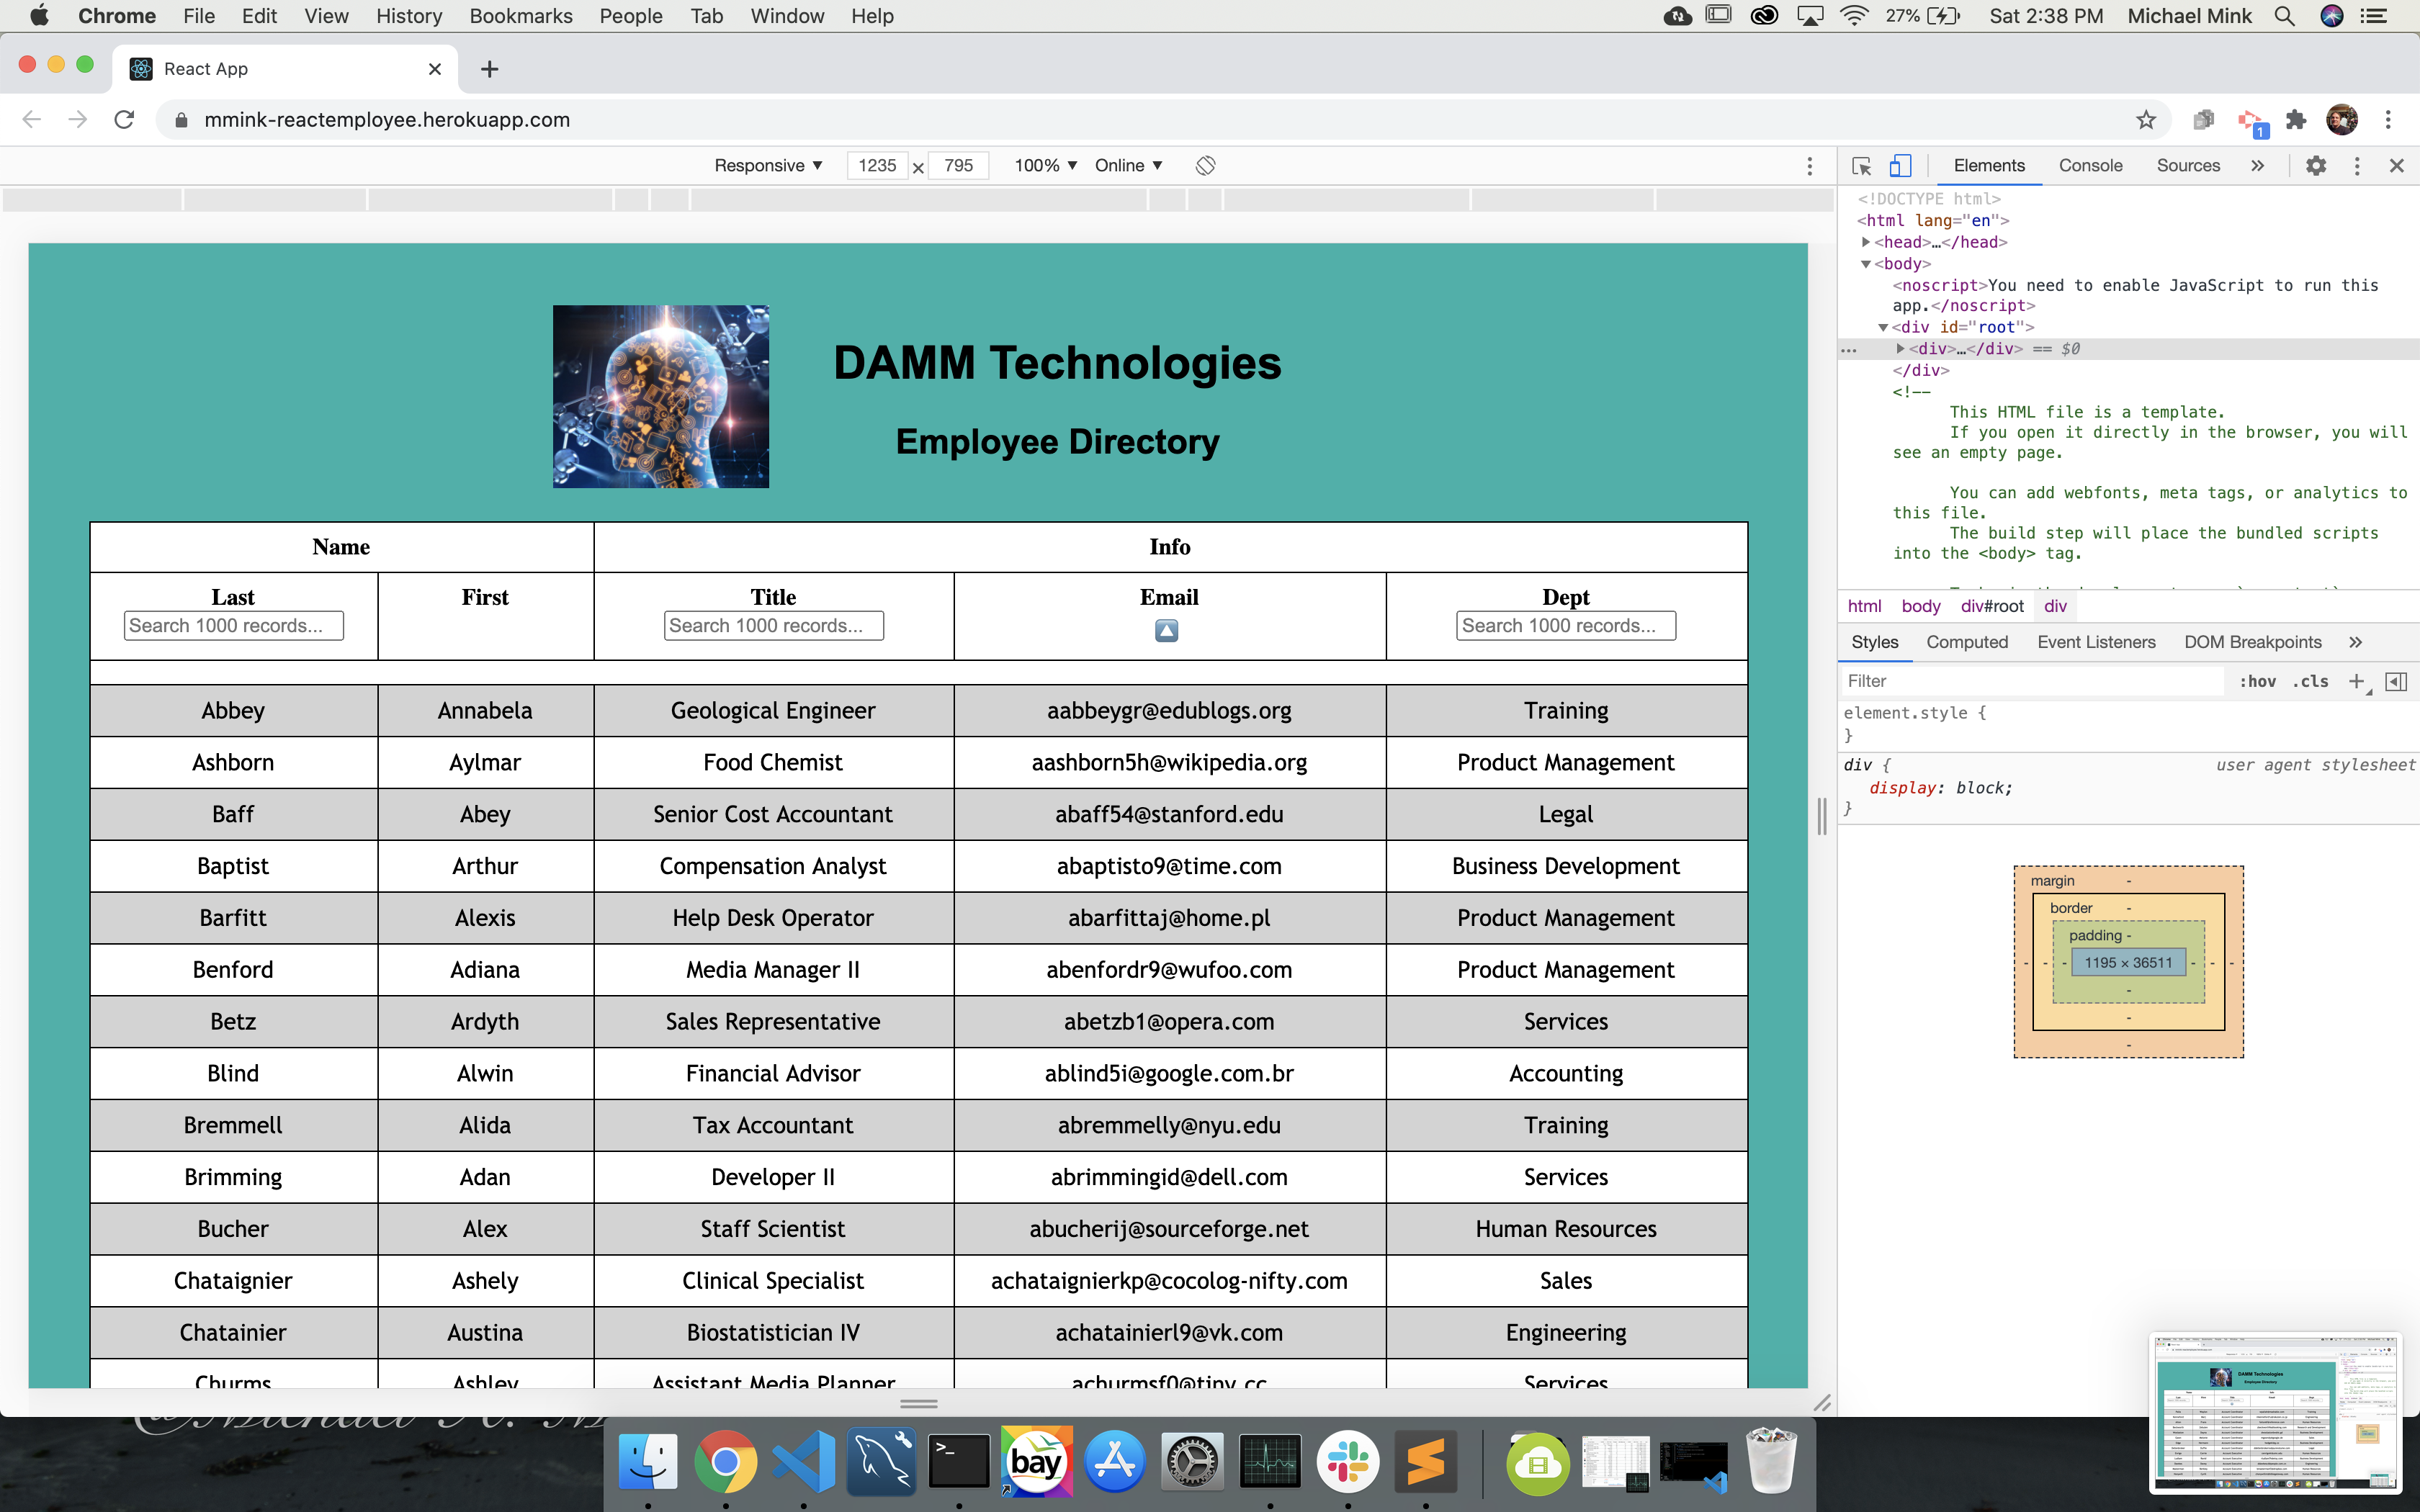 Chrome File Edit View History Bookmarks People Tab Window Help 27% Sat 2:38 PM Michael Mink
React App
mmink-reactemployee.herokuapp.com
1
Responsive ▼ 1235 × 795 100% ▼ Online ▼
Elements Console Sources
DAMM Technologies
Employee Directory
Name Info
Last First Title Email Dept
Search 1000 records... Search 1000 records... Search 1000 records...
Abbey Annabela Geological Engineer aabbeygr@edublogs.org Training
Ashborn Aylmar Food Chemist aashborn5h@wikipedia.org Product Management
Baff Abey Senior Cost Accountant abaff54@stanford.edu Legal
Baptist Arthur Compensation Analyst abaptisto9@time.com Business Development
Barfitt Alexis Help Desk Operator abarfittaj@home.pl Product Management
Benford Adiana Media Manager II abenfordr9@wufoo.com Product Management
Betz Ardyth Sales Representative abetzb1@opera.com Services
Blind Alwin Financial Advisor ablind5i@google.com.br Accounting
Bremmell Alida Tax Accountant abremmelly@nyu.edu Training
Brimming Adan Developer II abrimmingid@dell.com Services
Bucher Alex Staff Scientist abucherij@sourceforge.net Human Resources
Chataignier Ashely Clinical Specialist achataignierkp@cocolog-nifty.com Sales
Chatainier Austina Biostatistician IV achatainierl9@vk.com Engineering
Churms Ashley Assistant Media Planner achurmsf0@tiny.cc Services
<!DOCTYPE html>
<html lang="en">
<head>…</head>
<body>
<noscript>You need to enable JavaScript to run this
app.</noscript>
<div id="root">
<div>…</div> == $0
</div>
<!--
This HTML file is a template.
If you open it directly in the browser, you will
see an empty page.
You can add webfonts, meta tags, or analytics to
this file.
The build step will place the bundled scripts
into the <body> tag.
html body div#root div
Styles Computed Event Listeners DOM Breakpoints
Filter :hov .cls
element.style {
}
div { user agent stylesheet
display: block;
}
margin -
border -
padding -
- - - 1195 × 36511 - - -
-
-
-
bay